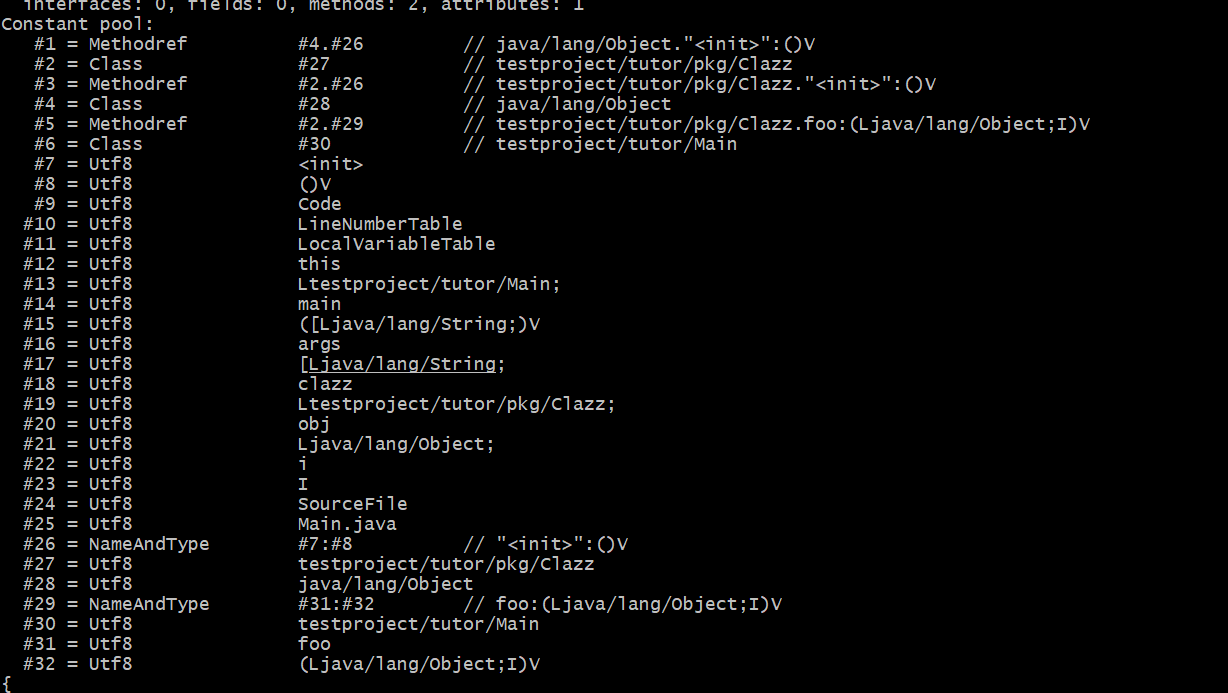 interfaces: 0, fields: 0, methods: 2, attributes: 1
Constant pool:
#1 = Methodref #4.#26 // java/lang/Object."<init>":()V
#2 = Class #27 // testproject/tutor/pkg/Clazz
#3 = Methodref #2.#26 // testproject/tutor/pkg/Clazz."<init>":()V
#4 = Class #28 // java/lang/Object
#5 = Methodref #2.#29 // testproject/tutor/pkg/Clazz.foo:(Ljava/lang/Object;I)V
#6 = Class #30 // testproject/tutor/Main
#7 = Utf8 <init>
#8 = Utf8 ()V
#9 = Utf8 Code
#10 = Utf8 LineNumberTable
#11 = Utf8 LocalVariableTable
#12 = Utf8 this
#13 = Utf8 Ltestproject/tutor/Main;
#14 = Utf8 main
#15 = Utf8 ([Ljava/lang/String;)V
#16 = Utf8 args
#17 = Utf8 [Ljava/lang/String;
#18 = Utf8 clazz
#19 = Utf8 Ltestproject/tutor/pkg/Clazz;
#20 = Utf8 obj
#21 = Utf8 Ljava/lang/Object;
#22 = Utf8 i
#23 = Utf8 I
#24 = Utf8 SourceFile
#25 = Utf8 Main.java
#26 = NameAndType #7:#8 // "<init>":()V
#27 = Utf8 testproject/tutor/pkg/Clazz
#28 = Utf8 java/lang/Object
#29 = NameAndType #31:#32 // foo:(Ljava/lang/Object;I)V
#30 = Utf8 testproject/tutor/Main
#31 = Utf8 foo
#32 = Utf8 (Ljava/lang/Object;I)V
{